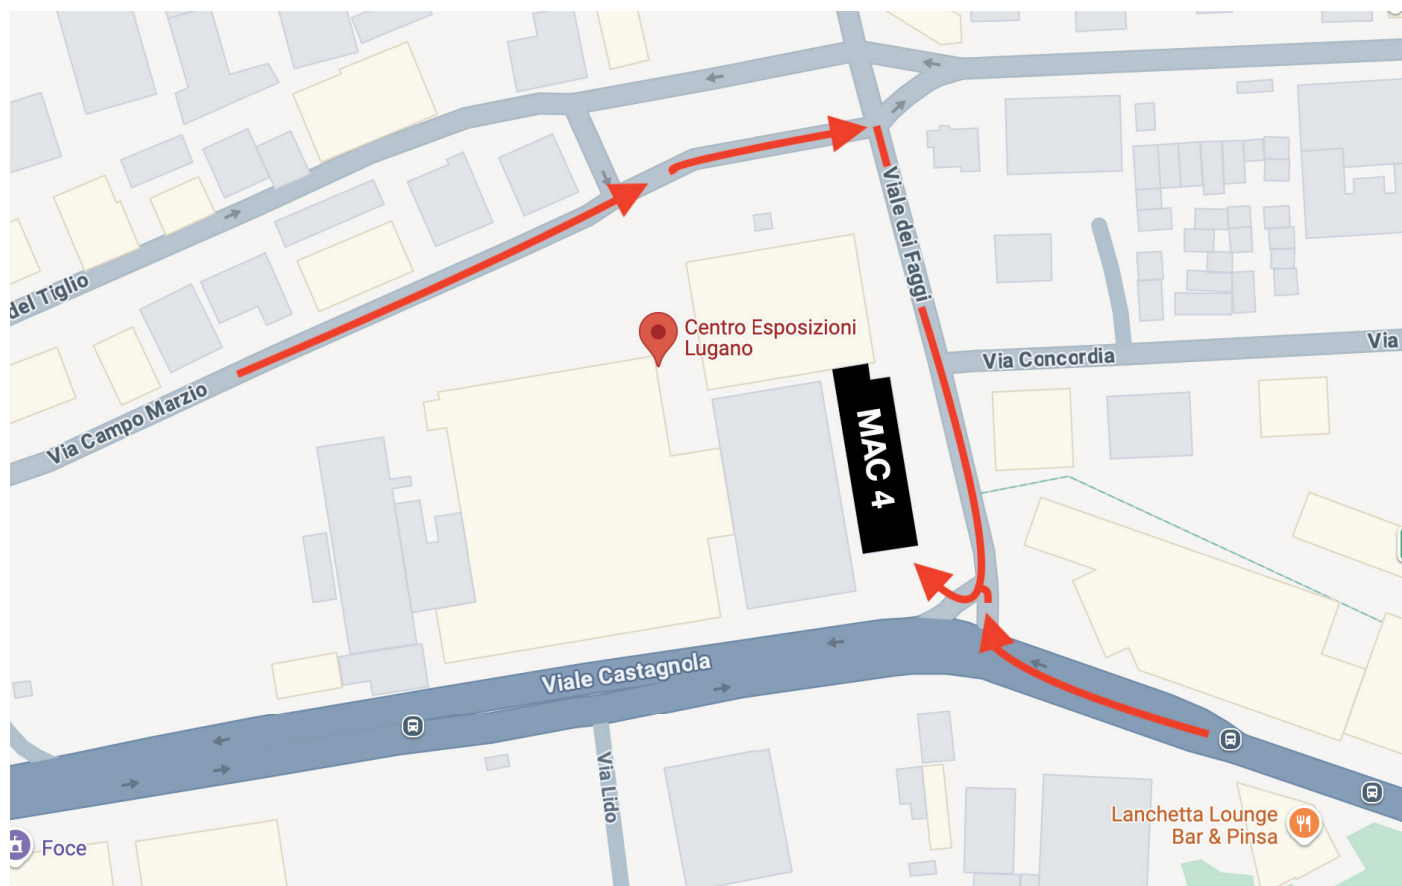 del Tiglio
Via Campo Marzio
Viale dei Faggi
Centro Esposizioni
Lugano
Via Concordia
Via
MAC 4
Viale Castagnola
Via Lido
Foce
Lanchetta Lounge
Bar & Pinsa